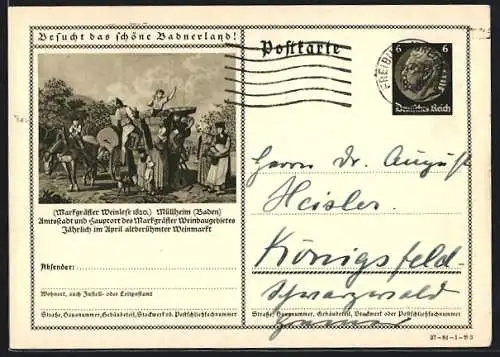 Besucht das schöne Badnerland!
Postkarte
6 6
Deutsches Reich
(Markgräfler Weinlese 1820.) Müllheim (Baden)
Amtsstadt und Hauptort des Markgräfler Weinbaugebietes
Jährlich im April altberühmter Weinmarkt
Absender:
Wohnort, auch Zustell- oder Leitpostamt
Straße, Hausnummer, Gebäudeteil, Stockwerk od. Postschließfachnummer
Herrn Dr. August
Heisler.
Königsfeld
Schwarzwald
Straße, Hausnummer, Gebäudeteil, Stockwerk oder Postschließfachnummer